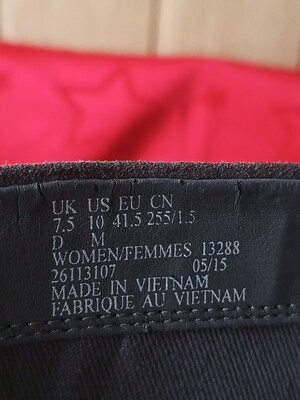 UK US EU CN
7.5 10 41.5 255/1.5
D M
WOMEN/FEMMES 13288
26113107 05/15
MADE IN VIETNAM
FABRIQUE AU VIETNAM